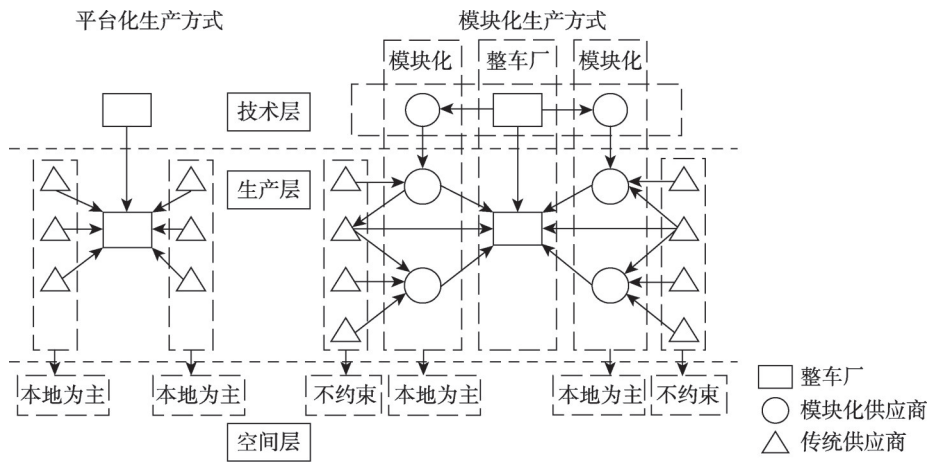 平台化生产方式
模块化生产方式
模块化
整车厂
模块化
技术层
生产层
本地为主
本地为主
不约束
本地为主
本地为主
不约束
空间层
整车厂
模块化供应商
传统供应商